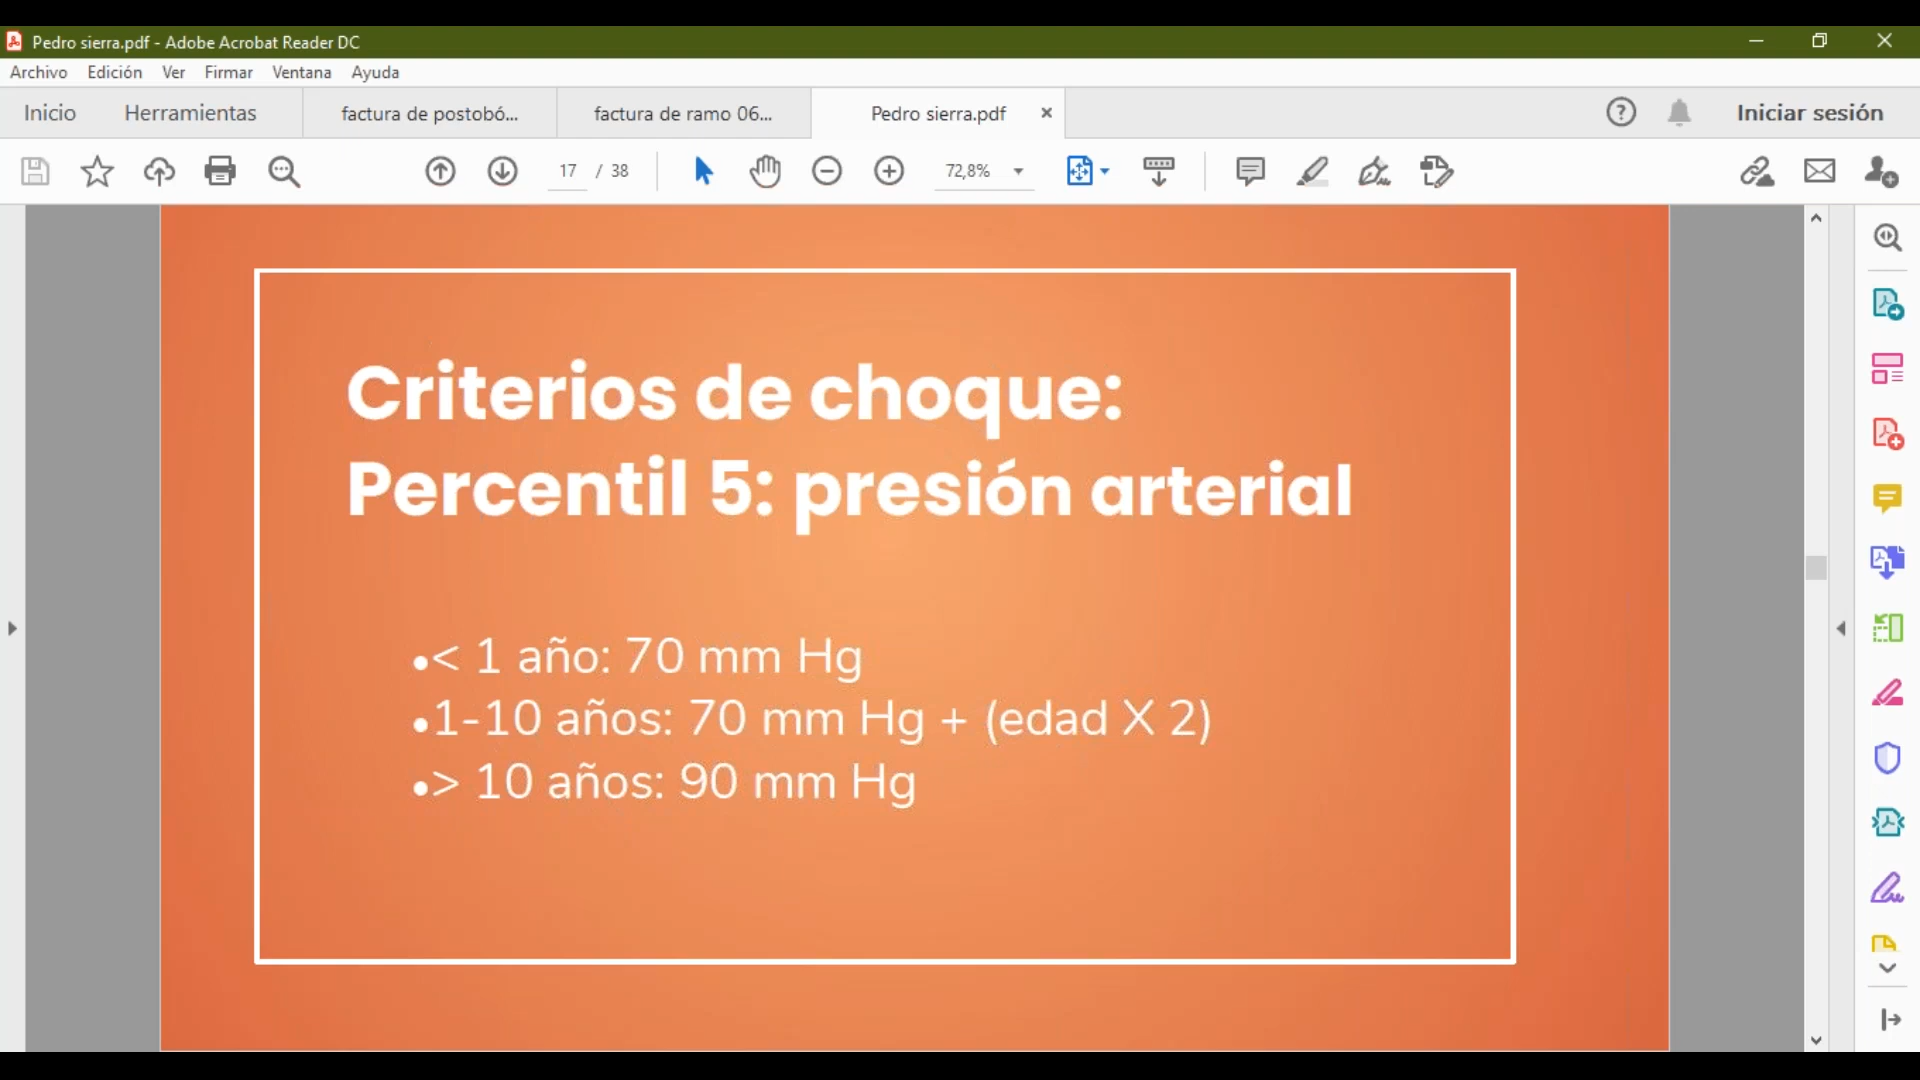 Pedro sierra.pdf - Adobe Acrobat Reader DC
Archivo Edición Ver Firmar Ventana Ayuda
Inicio Herramientas factura de postobó... factura de ramo 06... Pedro sierra.pdf Iniciar sesión
17 / 38 72,8%
Criterios de choque:
Percentil 5: presión arterial
•< 1 año: 70 mm Hg
•1-10 años: 70 mm Hg + (edad X 2)
•> 10 años: 90 mm Hg